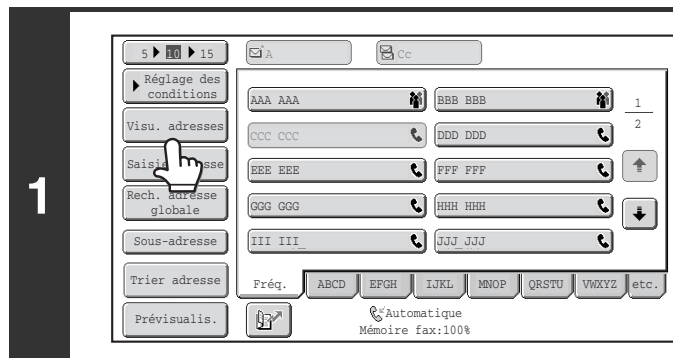 1
5 10 15
A
Cc
Réglage des
conditions
Visu. adresses
Rech. adresse
globale
Sous-adresse
Trier adresse
Prévisualis.
AAA AAA
BBB BBB
CCC CCC
DDD DDD
EEE EEE
FFF FFF
GGG GGG
HHH HHH
III III
JJJ JJJ
1
2
Fréq.
ABCD
EFGH
IJKL
MNOP
QRSTU
VWXYZ
etc.
Automatique
Mémoire fax:100%